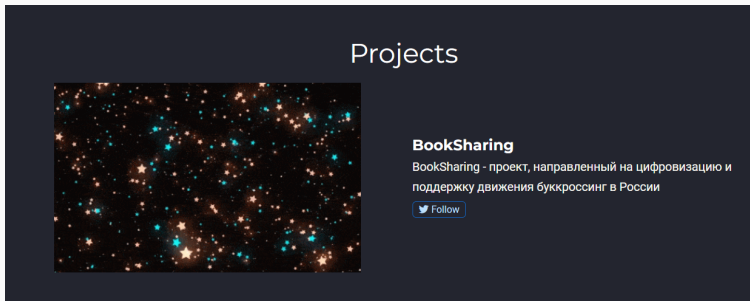 Projects
BookSharing
BookSharing - проект, направленный на цифровизацию и
поддержку движения буккроссинг в России
Follow